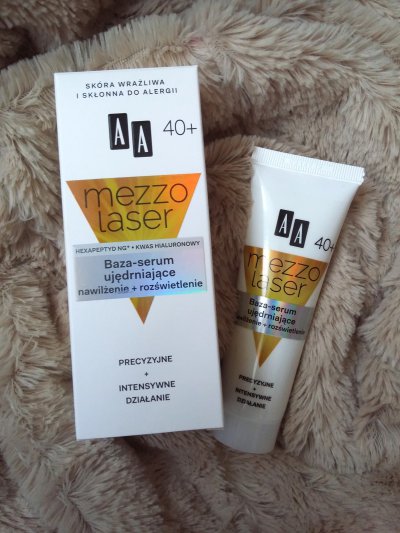 SKÓRA WRAŻLIWA
I SKŁONNA DO ALERGII
AA 40+
mezzo
laser
HEXAPEPTYD NG* • KWAS HIALURONOWY
Baza-serum
ujędrniające
nawilżenie + rozświetlenie
PRECYZYJNE
+
INTENSYWNE
DZIAŁANIE
AA 40+
mezzo
laser
Baza-serum
ujędrniające
nawilżenie + rozświetlenie
PRECYZYJNE
+
INTENSYWNE
DZIAŁANIE